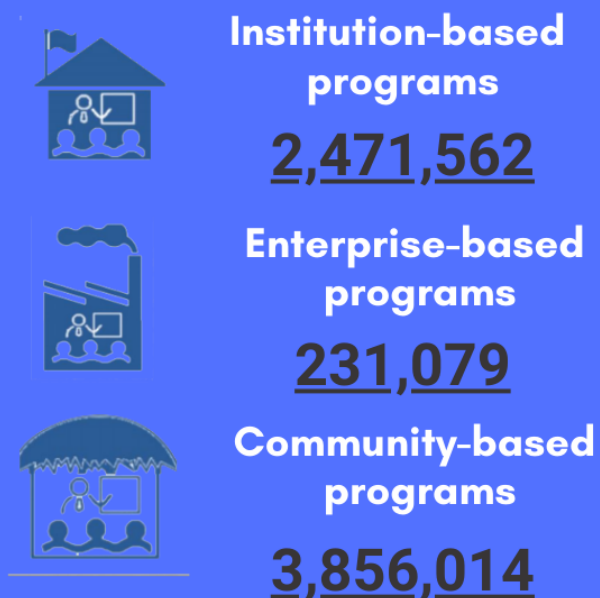 Institution-based
programs
2,471,562
Enterprise-based
programs
231,079
Community-based
programs
3,856,014